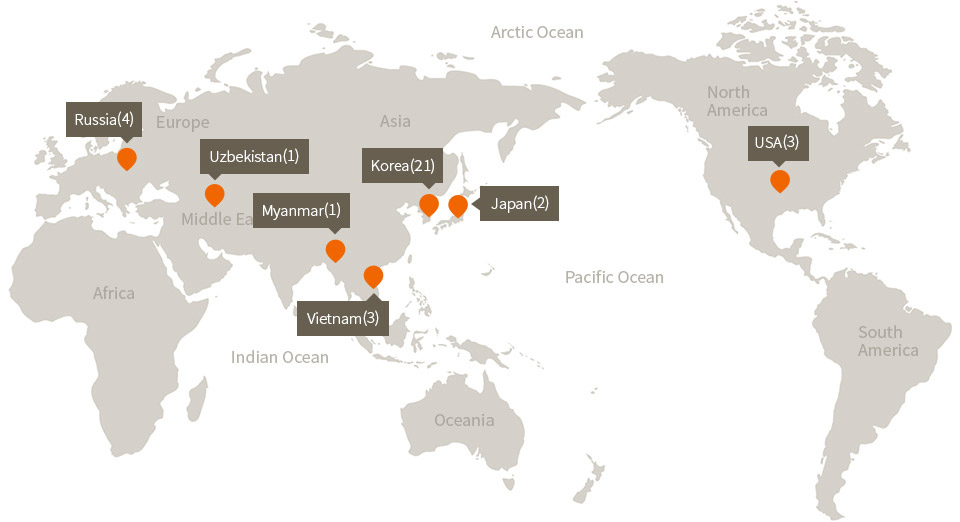 Arctic Ocean
North
America
Russia(4)
Europe
Asia
USA(3)
Uzbekistan(1)
Korea(21)
Japan(2)
Myanmar(1)
Middle Ea
Pacific Ocean
Africa
Vietnam(3)
South
America
Indian Ocean
Oceania